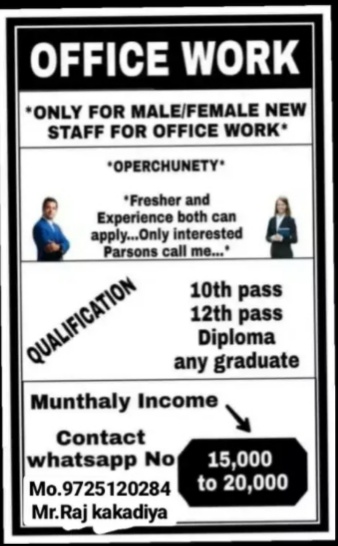 OFFICE WORK
*ONLY FOR MALE/FEMALE NEW
STAFF FOR OFFICE WORK*
*OPERCHUNETY*
*Fresher and
Experience both can
apply...Only interested
Parsons call me...*
QUALIFICATION
10th pass
12th pass
Diploma
any graduate
Munthaly Income
Contact
whatsapp No
15,000
to 20,000
Mo.9725120284
Mr.Raj kakadiya